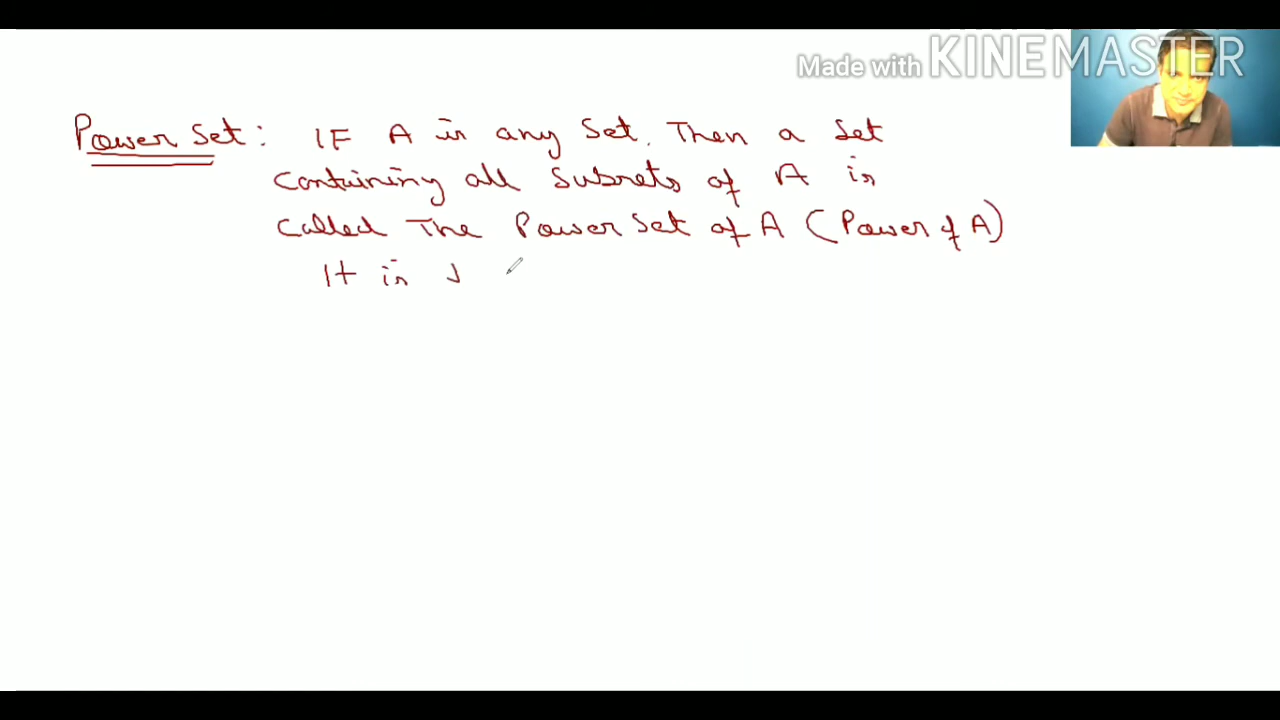 Made with KINEMASTER
Power Set: IF A is any Set. Then a Set
Containing all Subsets of A is
Called The Power Set of A (Power of A)
It is